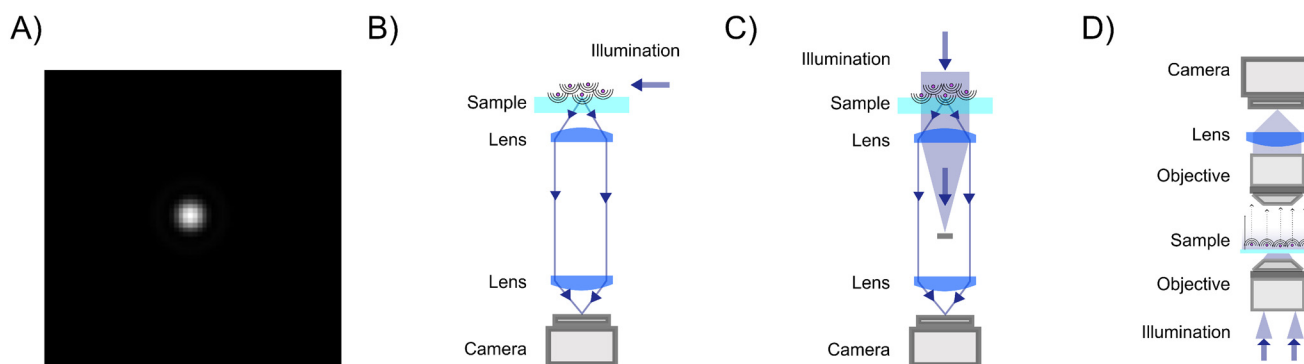 A)
B)
Illumination
Sample
Lens
Lens
Camera
C)
Illumination
Sample
Lens
Lens
Camera
D)
Camera
Lens
Objective
Sample
Objective
Illumination